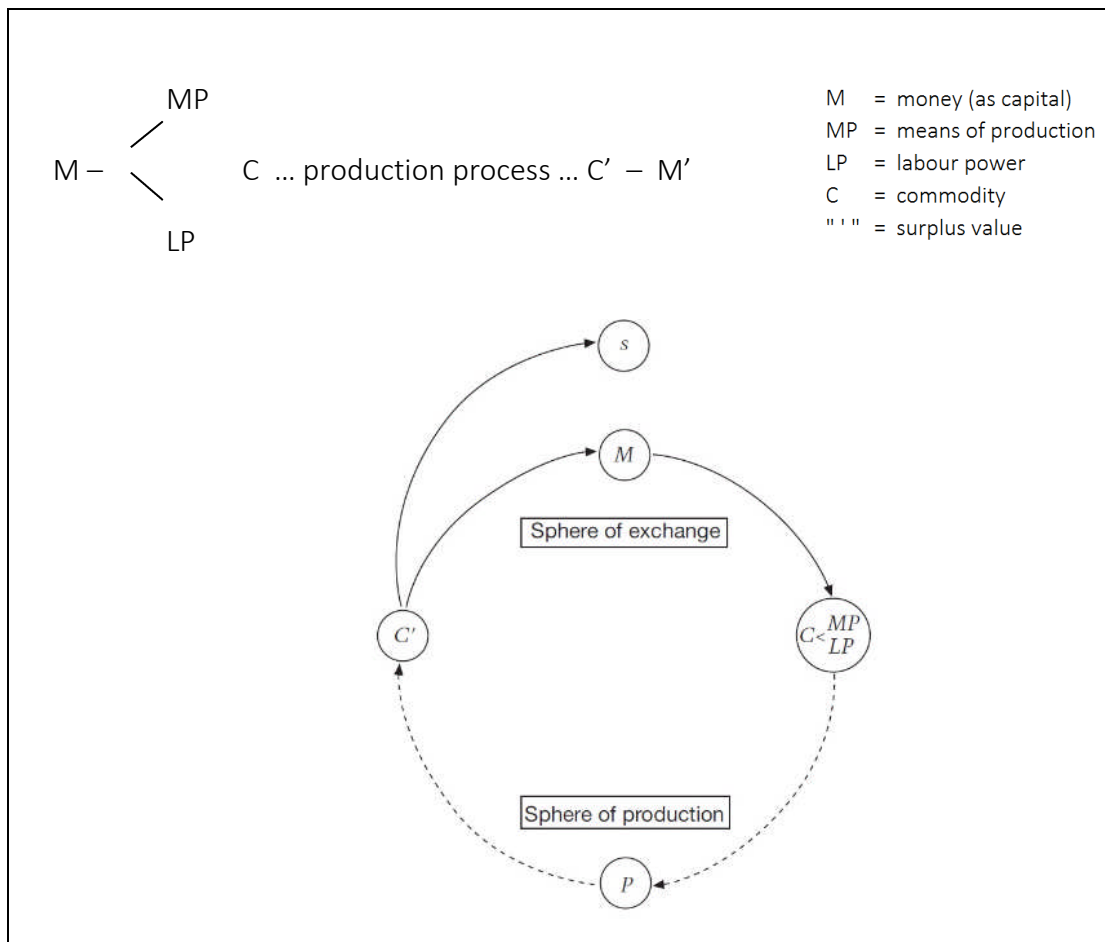 MP
M – C … production process … C’ – M’
LP
M = money (as capital)
MP = means of production
LP = labour power
C = commodity
" ' " = surplus value
s
M
Sphere of exchange
C'
C< MP
LP
Sphere of production
P